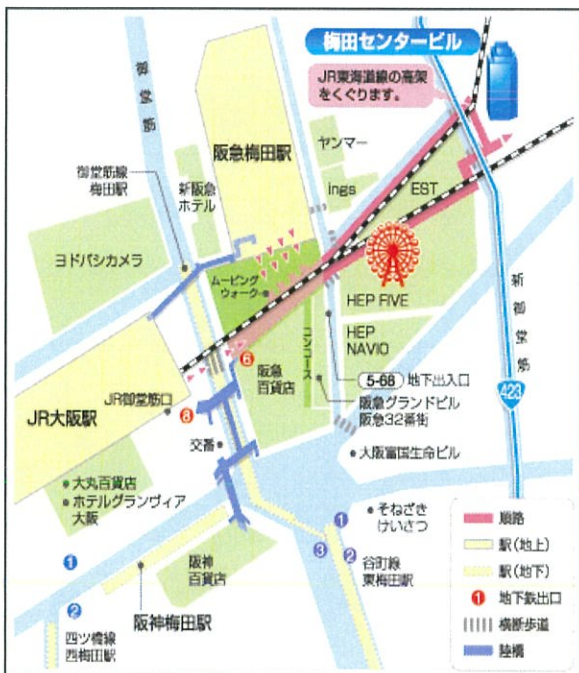 梅田センタービル
JR東海道線の高架
をくぐります。
御堂筋
阪急梅田駅
ヤンマー
御堂筋線
梅田駅
新阪急
ホテル
ings
EST
ヨドバシカメラ
ムービング
ウォーク
HEP FIVE
新御堂筋
コンコース
HEP
NAVIO
6
阪急
百貨店
5-68 地下出入口
423
JR御堂筋口
8
阪急グランドビル
阪急32番街
JR大阪駅
交番
大阪富国生命ビル
大丸百貨店
ホテルグランヴィア
大阪
そねざき
けいさつ
1
1
3
2
阪神
百貨店
谷町線
東梅田駅
2
阪神梅田駅
四ツ橋線
西梅田駅
順路
駅(地上)
駅(地下)
1 地下鉄出口
横断歩道
陸橋